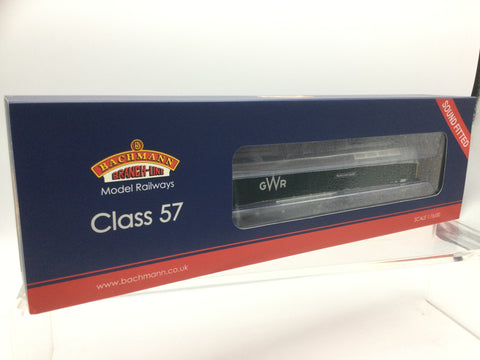 BACHMANN
BRANCH-LINE
Model Railways
Class 57
www.bachmann.co.uk
GWR
SOUND FITTED